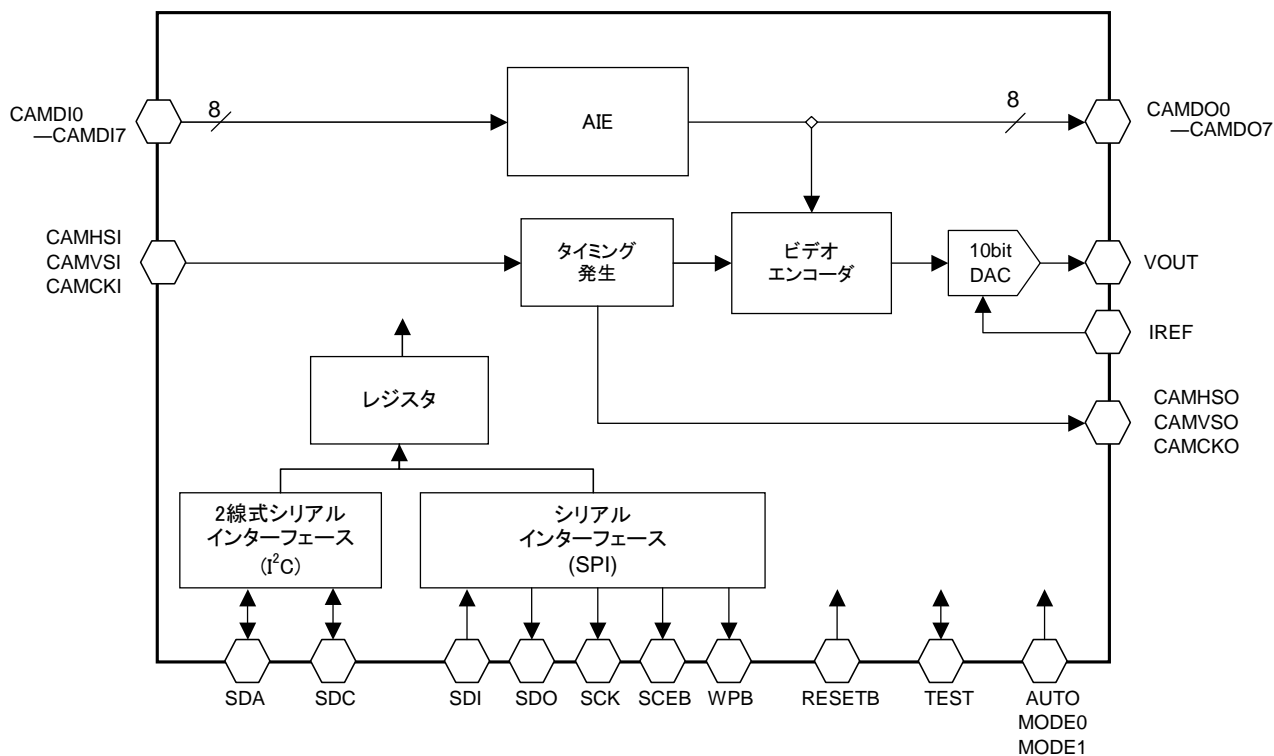 CAMDI0
—CAMDI7
8
AIE
8
CAMDO0
—CAMDO7
CAMHSI
CAMVSI
CAMCKI
タイミング
発生
ビデオ
エンコーダ
10bit
DAC
VOUT
IREF
レジスタ
CAMHSO
CAMVSO
CAMCKO
2線式シリアル
インターフェース
(I²C)
シリアル
インターフェース
(SPI)
SDA
SDC
SDI
SDO
SCK
SCEB
WPB
RESETB
TEST
AUTO
MODE0
MODE1